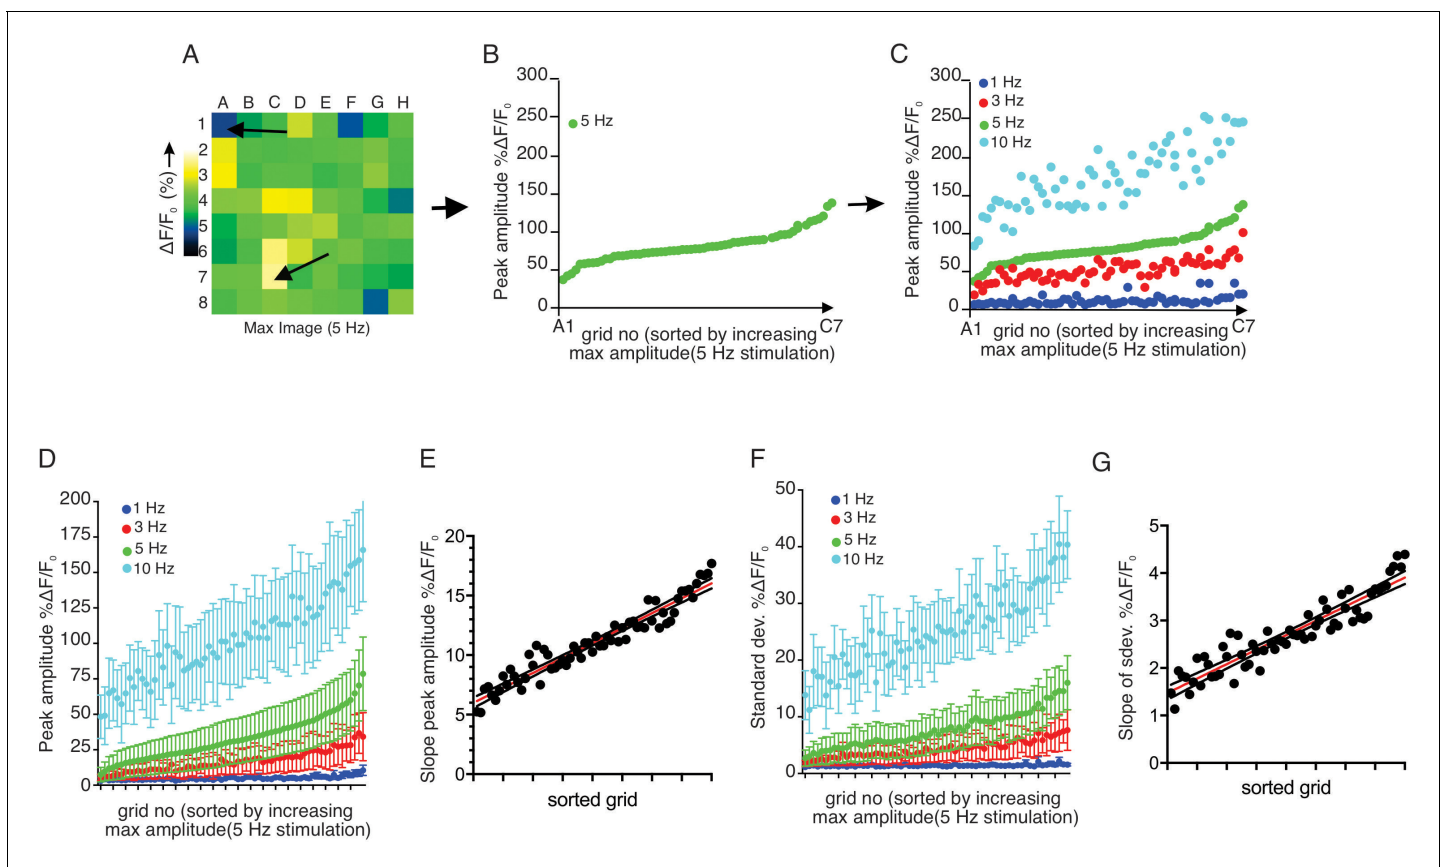 A
A B C D E F G H
1
2
3
4
5
6
7
8
ΔF/F0 (%)
Max Image (5 Hz)
B
Peak amplitude %ΔF/F0
300
250
200
150
100
50
0
5 Hz
A1
C7
grid no (sorted by increasing
max amplitude(5 Hz stimulation)
C
Peak amplitude %ΔF/F0
300
250
200
150
100
50
0
1 Hz
3 Hz
5 Hz
10 Hz
A1
C7
grid no (sorted by increasing
max amplitude(5 Hz stimulation)
D
Peak amplitude %ΔF/F0
200
175
150
125
100
75
50
25
0
1 Hz
3 Hz
5 Hz
10 Hz
grid no (sorted by increasing
max amplitude(5 Hz stimulation)
E
Slope peak amplitude %ΔF/F0
20
15
10
5
0
sorted grid
F
Standard dev. %ΔF/F0
50
40
30
20
10
0
1 Hz
3 Hz
5 Hz
10 Hz
grid no (sorted by increasing
max amplitude(5 Hz stimulation)
G
Slope of sdev. %ΔF/F0
5
4
3
2
1
0
sorted grid